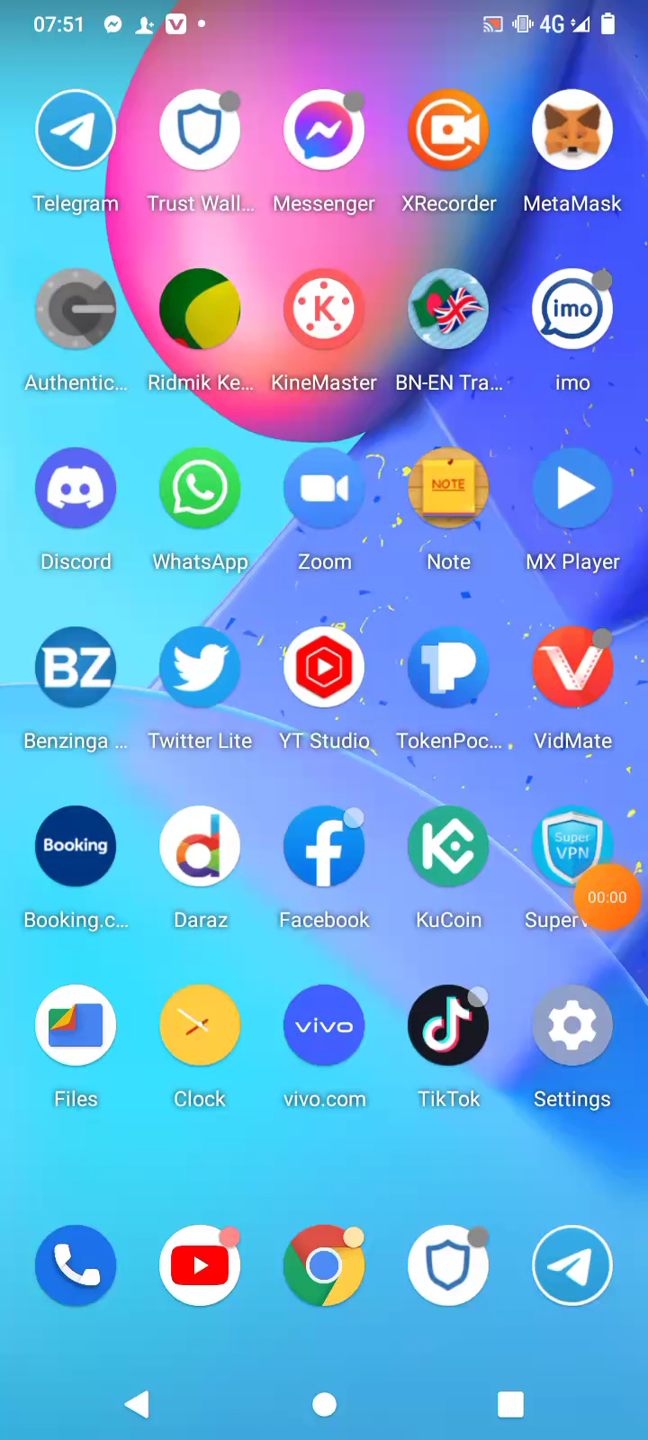 07:51 4G
Telegram Trust Wall... Messenger XRecorder MetaMask
Authentic... Ridmik Ke... KineMaster BN-EN Tra... imo
imo
NOTE
Discord WhatsApp Zoom Note MX Player
BZ
Benzinga ... Twitter Lite YT Studio TokenPoc... VidMate
Booking
Super
VPN
00:00
Booking.c... Daraz Facebook KuCoin Super
vivo
Files Clock vivo.com TikTok Settings